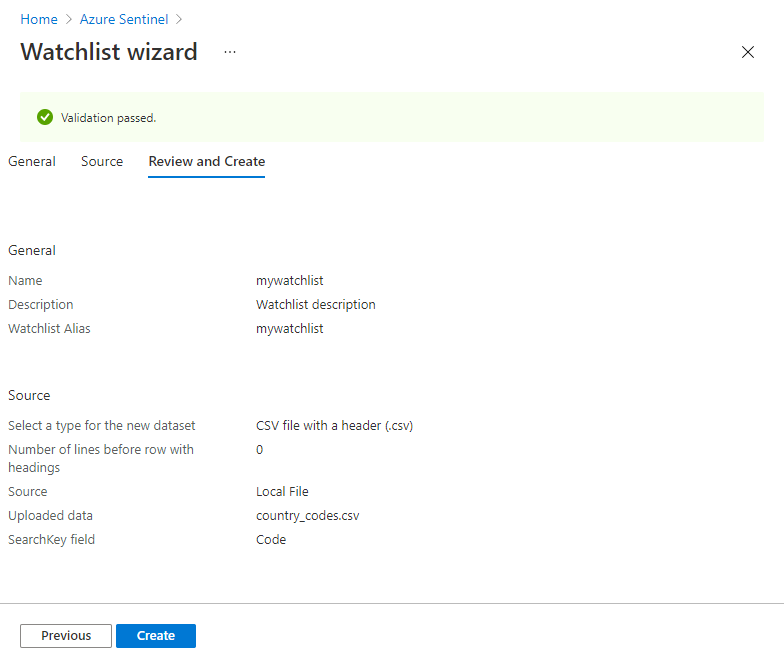 Home > Azure Sentinel >
Watchlist wizard ...
Validation passed.
General Source Review and Create
General
Name mywatchlist
Description Watchlist description
Watchlist Alias mywatchlist
Source
Select a type for the new dataset CSV file with a header (.csv)
Number of lines before row with 0
headings
Source Local File
Uploaded data country_codes.csv
SearchKey field Code
Previous Create